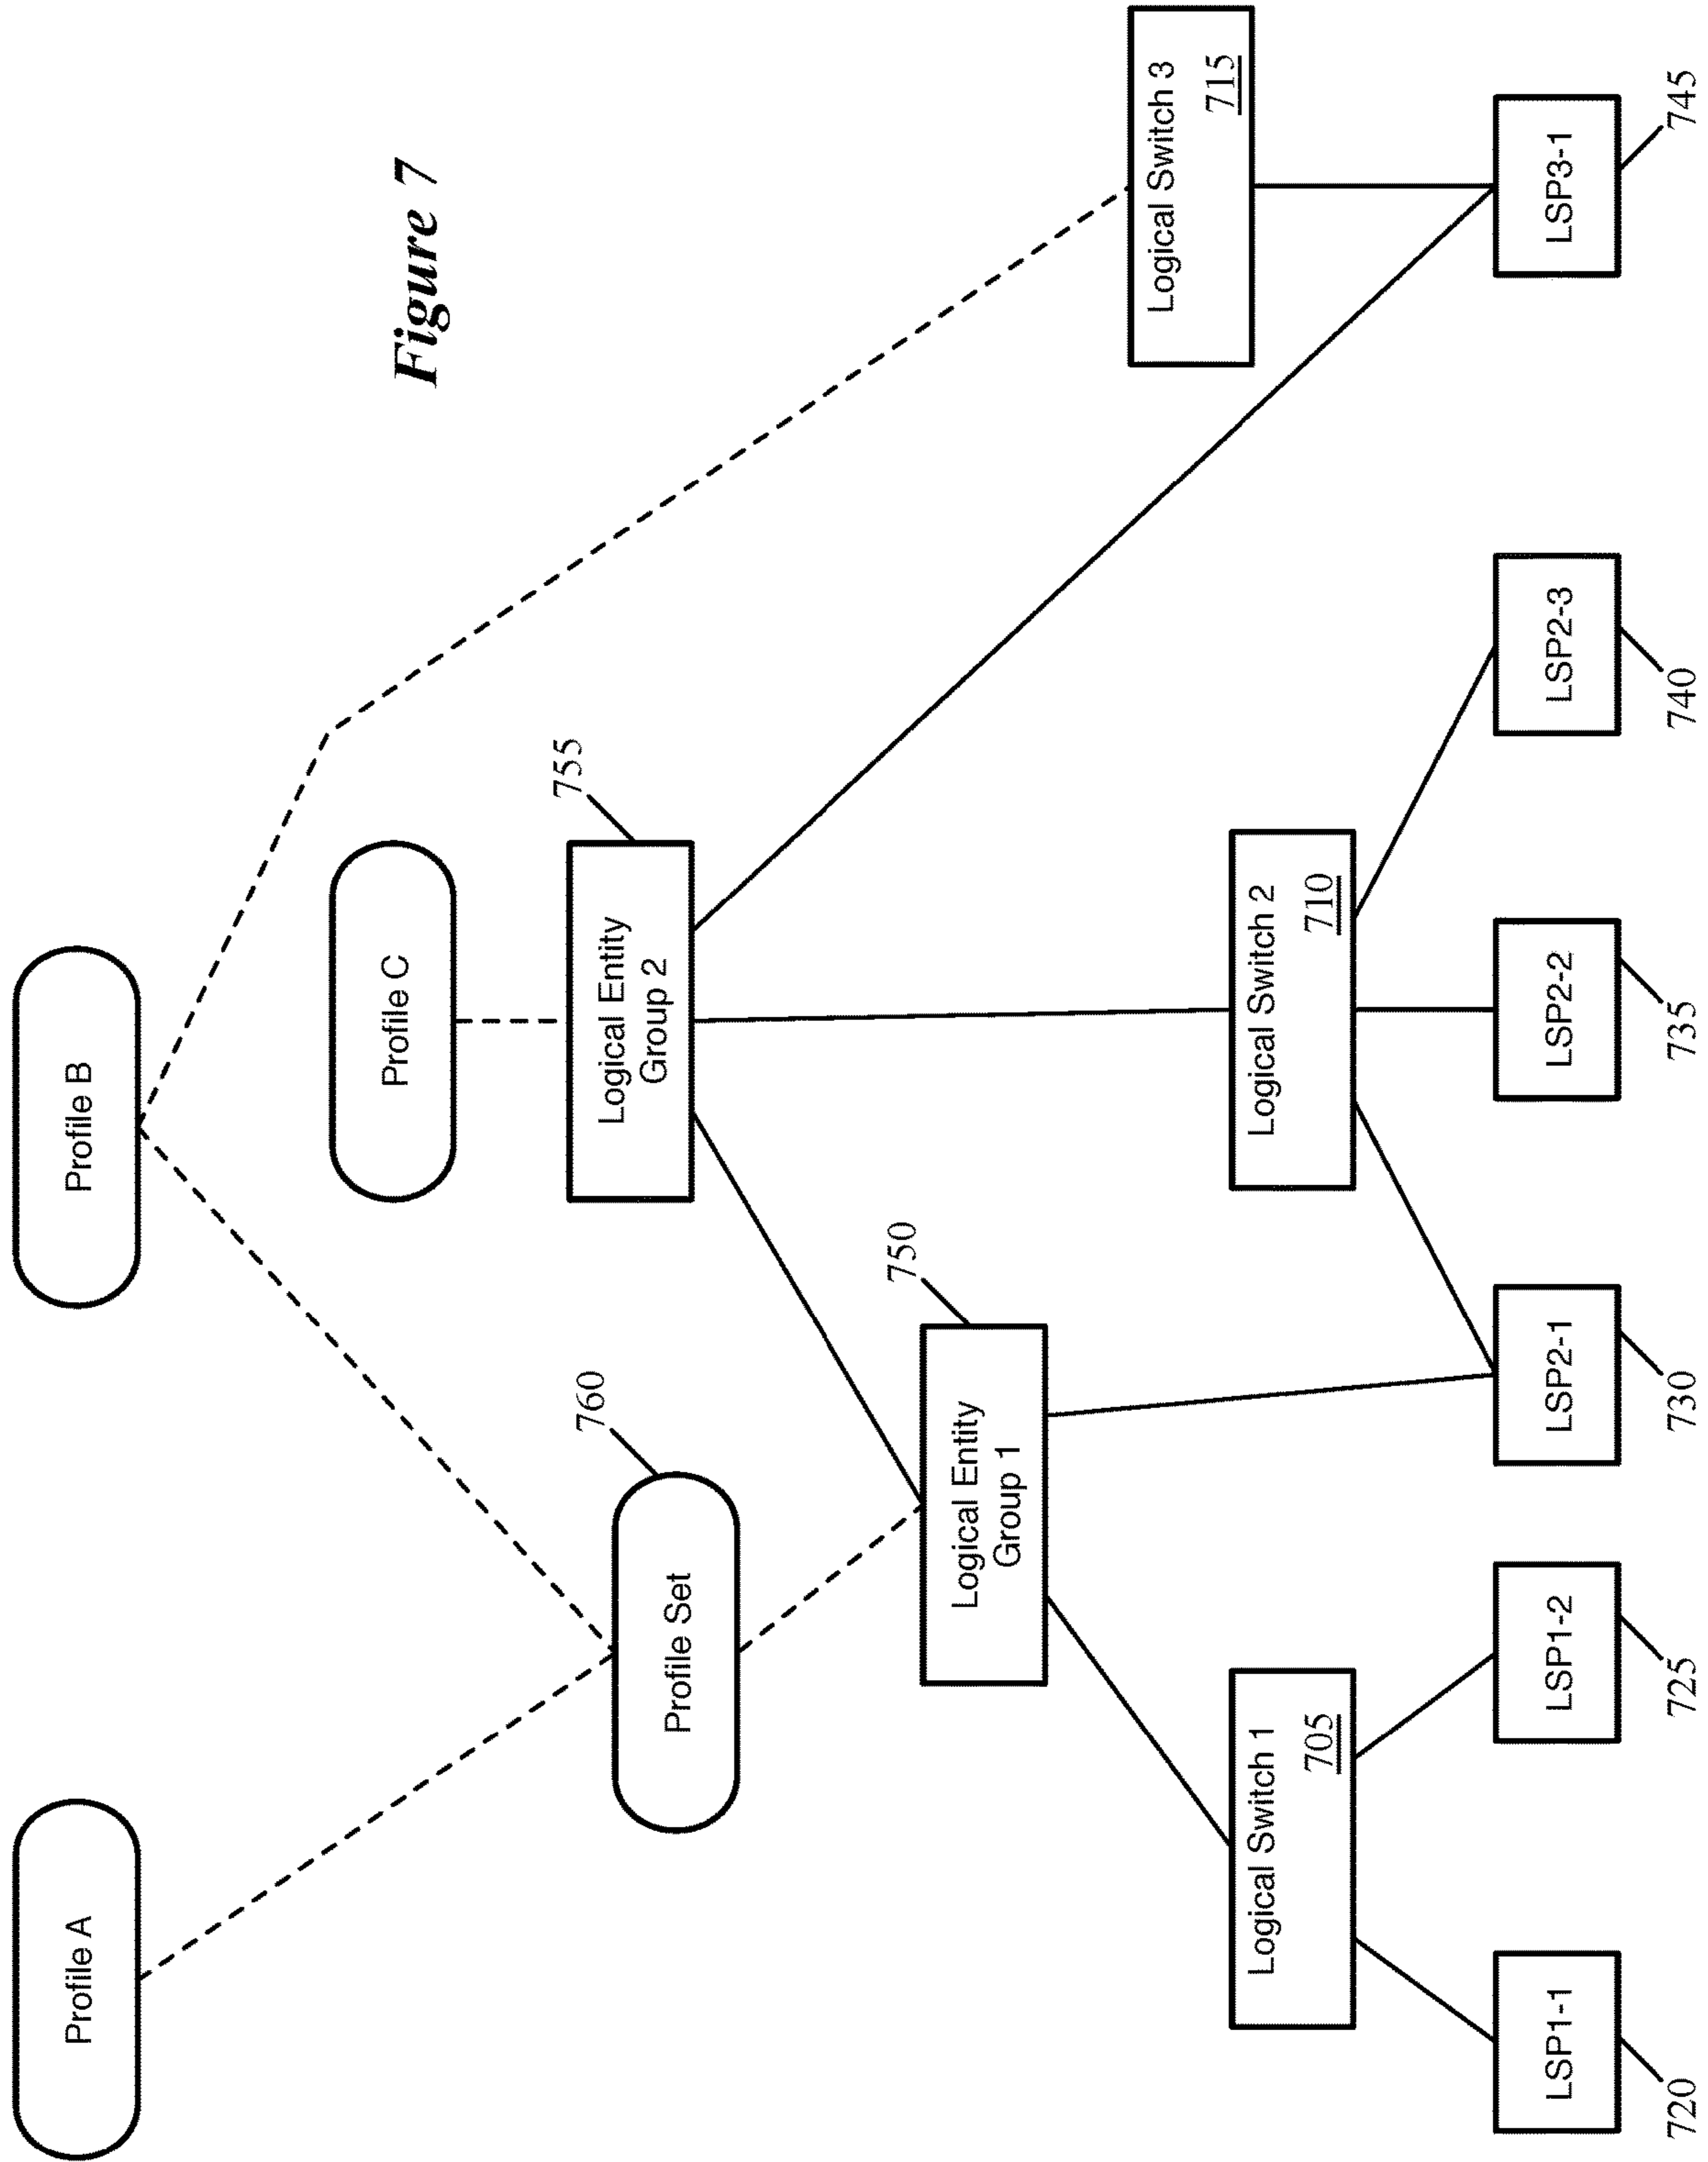 Profile A
Profile B
Figure 7
Profile C
Logical Entity
Group 2
755
Profile Set
760
Logical Entity
Group 1
750
Logical Switch 3
715
Logical Switch 1
705
Logical Switch 2
710
LSP1-1
LSP1-2
LSP2-1
LSP2-2
LSP2-3
LSP3-1
720
725
730
735
740
745